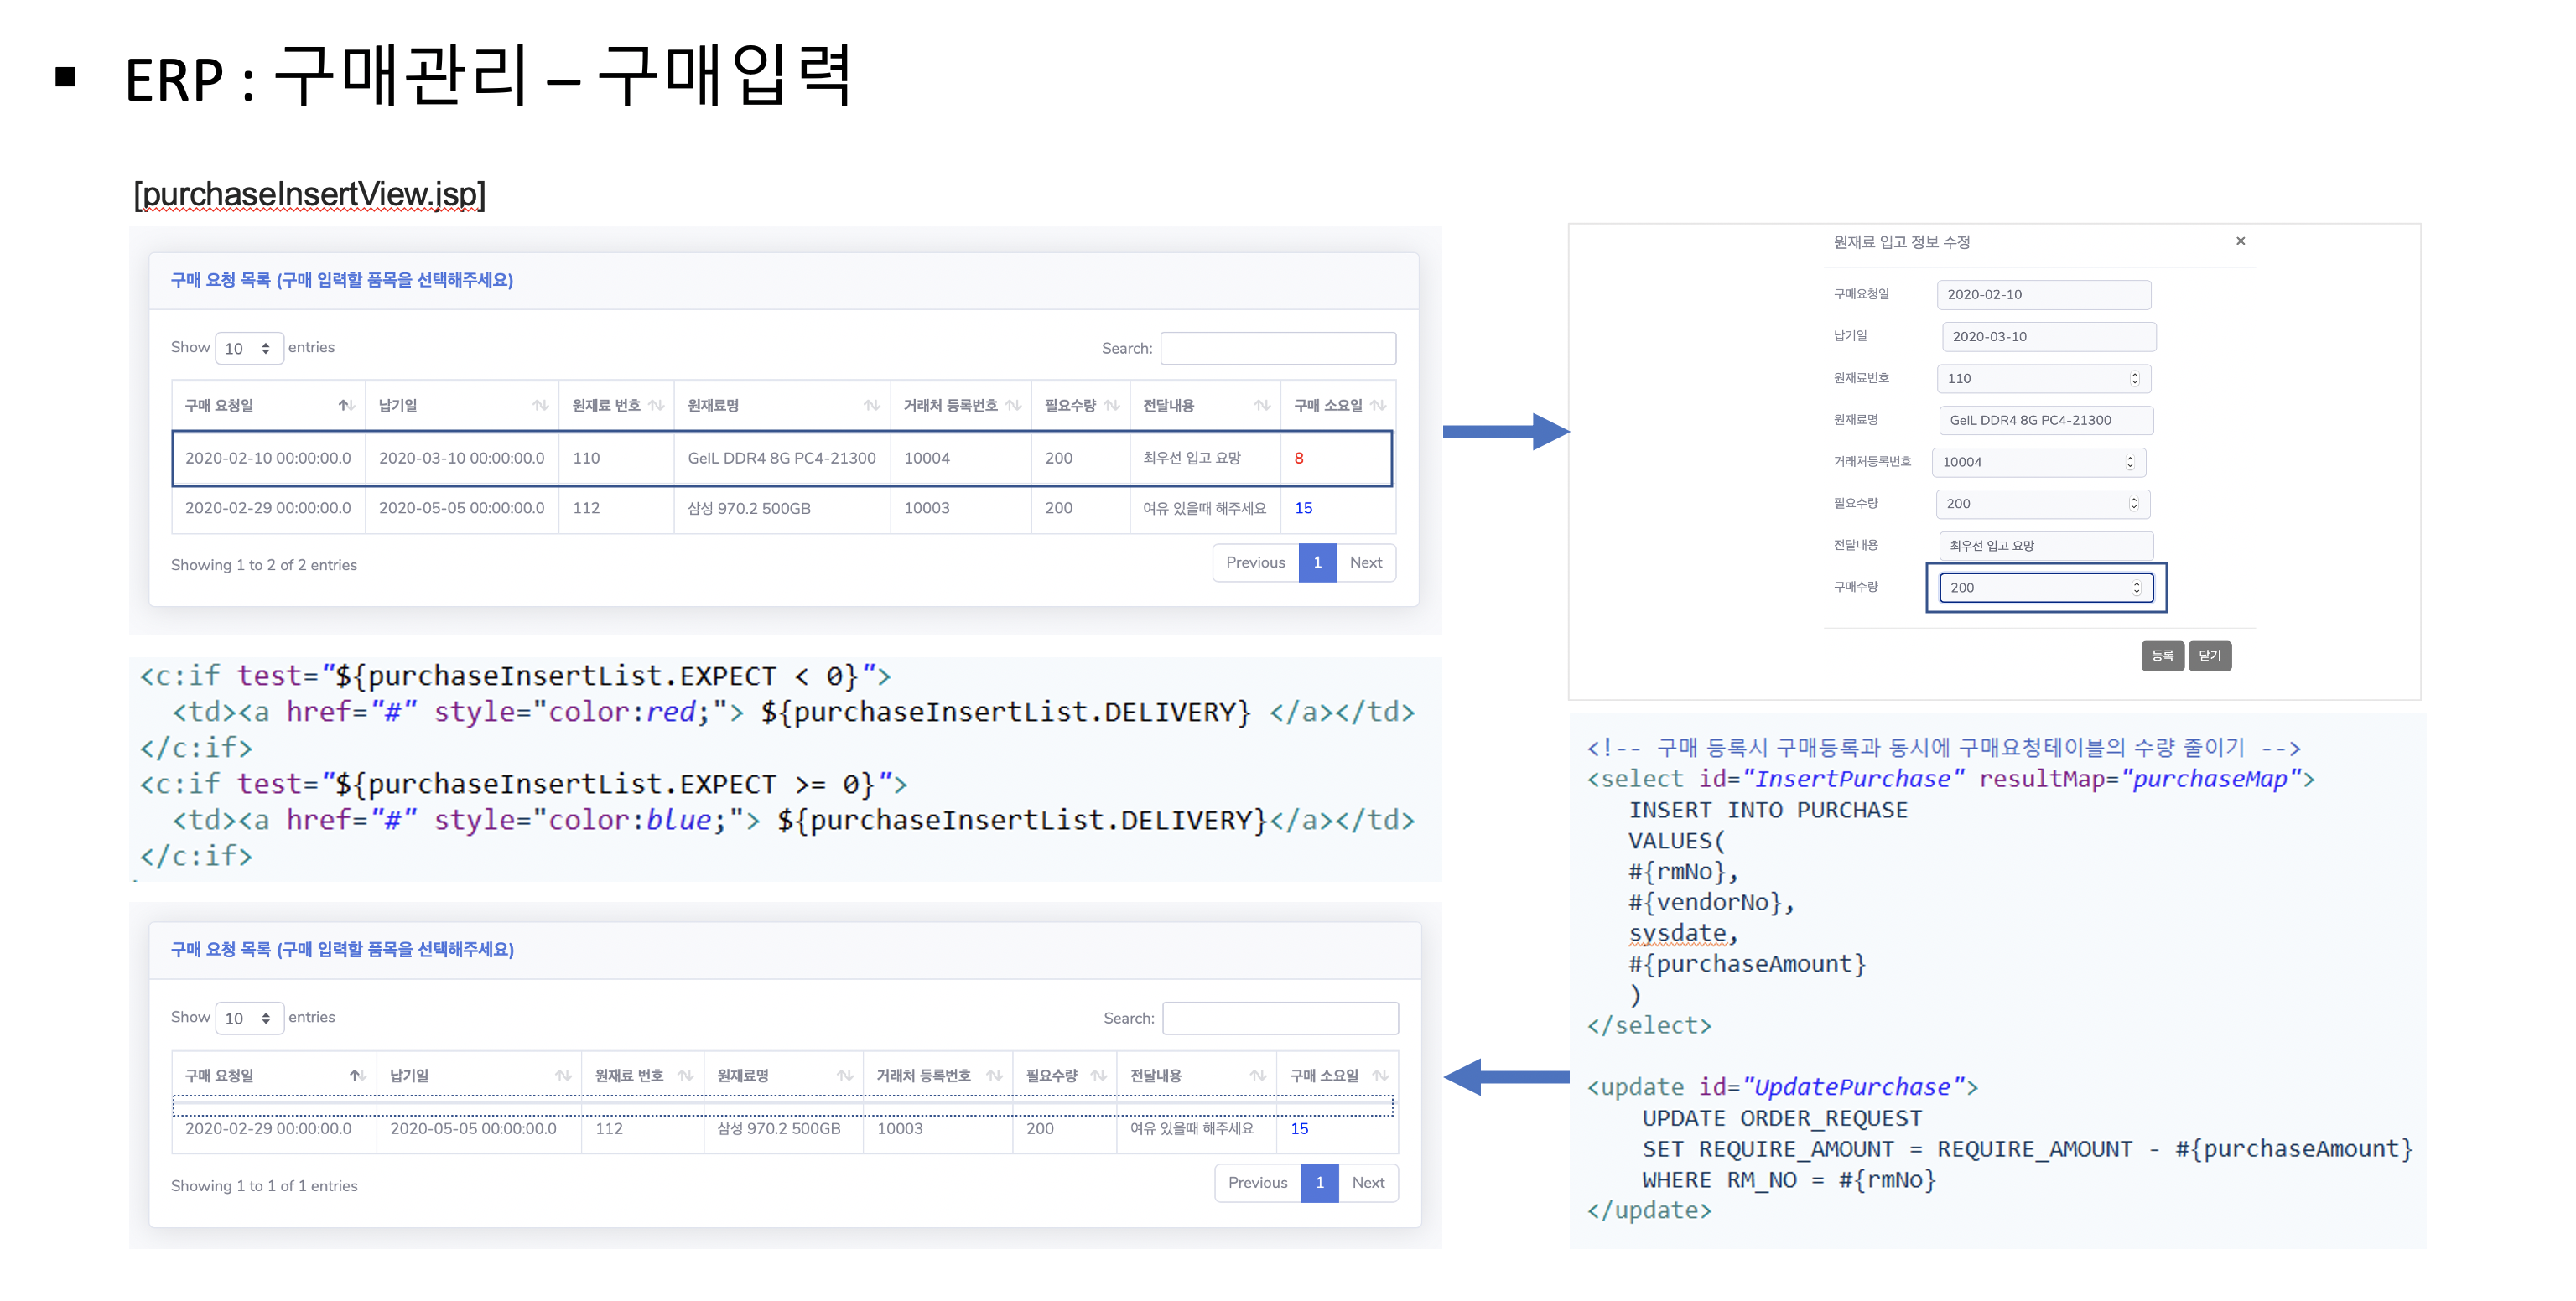 ▪ ERP : 구매관리 – 구매입력
[purchaseInsertView.jsp]
구매 요청 목록 (구매 입력할 품목을 선택해주세요)
Show 10 entries Search:
구매 요청일 납기일 원재료 번호 원재료명 거래처 등록번호 필요수량 전달내용 구매 소요일
2020-02-10 00:00:00.0 2020-03-10 00:00:00.0 110 GeIL DDR4 8G PC4-21300 10004 200 최우선 입고 요망 8
2020-02-29 00:00:00.0 2020-05-05 00:00:00.0 112 삼성 970.2 500GB 10003 200 여유 있을때 해주세요 15
Showing 1 to 2 of 2 entries Previous 1 Next
원재료 입고 정보 수정 ×
구매요청일 2020-02-10
납기일 2020-03-10
원재료번호 110
원재료명 GeIL DDR4 8G PC4-21300
거래처등록번호 10004
필요수량 200
전달내용 최우선 입고 요망
구매수량 200
등록 닫기
<c:if test="${purchaseInsertList.EXPECT < 0}">
<td><a href="#" style="color:red;"> ${purchaseInsertList.DELIVERY} </a></td>
</c:if>
<c:if test="${purchaseInsertList.EXPECT >= 0}">
<td><a href="#" style="color:blue;"> ${purchaseInsertList.DELIVERY}</a></td>
</c:if>
<!-- 구매 등록시 구매등록과 동시에 구매요청테이블의 수량 줄이기 -->
<select id="InsertPurchase" resultMap="purchaseMap">
INSERT INTO PURCHASE
VALUES(
#{rmNo},
#{vendorNo},
sysdate,
#{purchaseAmount}
)
</select>
<update id="UpdatePurchase">
UPDATE ORDER_REQUEST
SET REQUIRE_AMOUNT = REQUIRE_AMOUNT - #{purchaseAmount}
WHERE RM_NO = #{rmNo}
</update>
구매 요청 목록 (구매 입력할 품목을 선택해주세요)
Show 10 entries Search:
구매 요청일 납기일 원재료 번호 원재료명 거래처 등록번호 필요수량 전달내용 구매 소요일
2020-02-29 00:00:00.0 2020-05-05 00:00:00.0 112 삼성 970.2 500GB 10003 200 여유 있을때 해주세요 15
Showing 1 to 1 of 1 entries Previous 1 Next